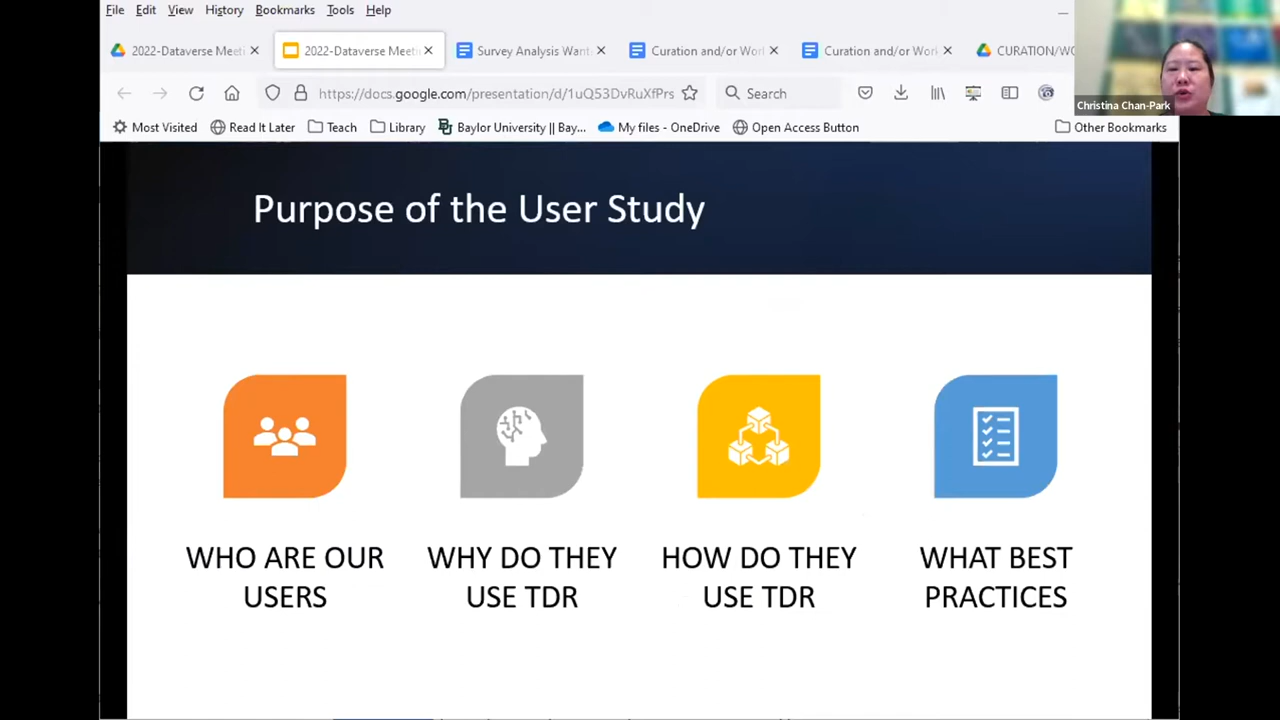 File Edit View History Bookmarks Tools Help
2022-Dataverse Meeti
2022-Dataverse Meeti
Survey Analysis Want
Curation and/or Wor
Curation and/or Wor
CURATION/WO
https://docs.google.com/presentation/d/1uQ53DvRuXfPrs
Search
Christina Chan-Park
Most Visited
Read It Later
Teach
Library
Baylor University || Bay...
My files - OneDrive
Open Access Button
Other Bookmarks
Purpose of the User Study
WHO ARE OUR
USERS
WHY DO THEY
USE TDR
HOW DO THEY
USE TDR
WHAT BEST
PRACTICES